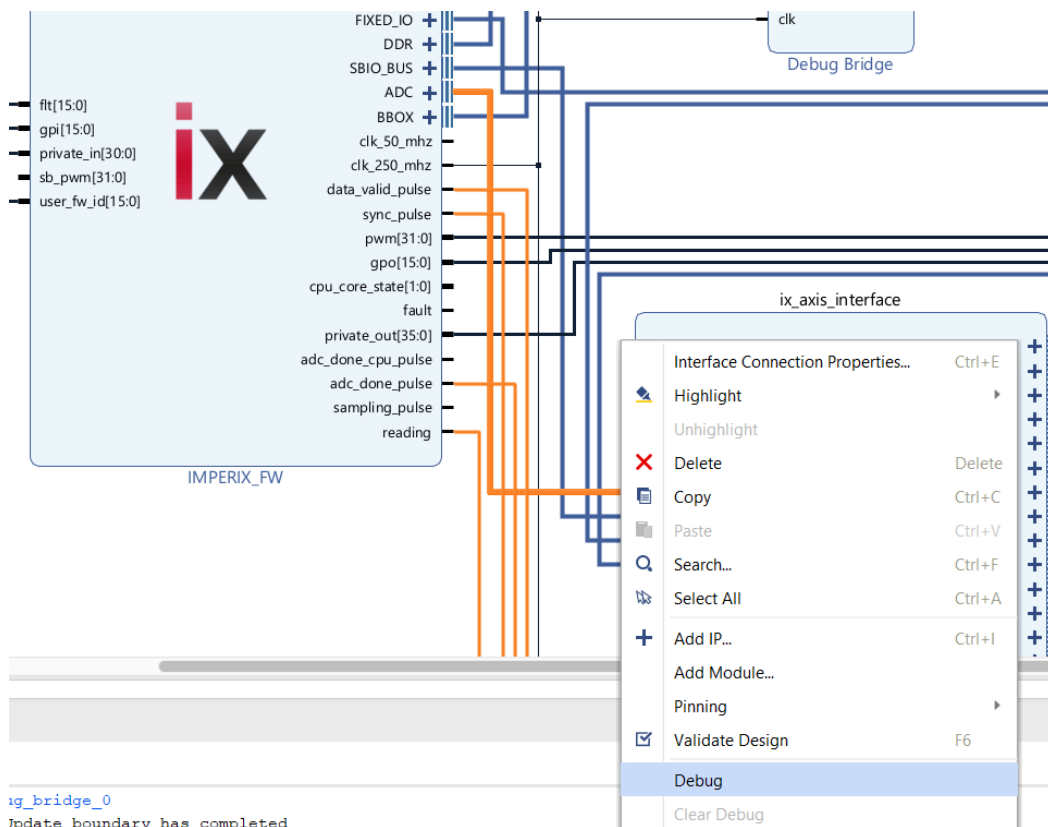 FIXED_IO
DDR
SBIO_BUS
ADC
BBOX
clk_50_mhz
clk_250_mhz
data_valid_pulse
sync_pulse
pwm[31:0]
gpo[15:0]
cpu_core_state[1:0]
fault
private_out[35:0]
adc_done_cpu_pulse
adc_done_pulse
sampling_pulse
reading
flt[15:0]
gpi[15:0]
private_in[30:0]
sb_pwm[31:0]
user_fw_id[15:0]
ix
IMPERIX_FW
clk
Debug Bridge
ix_axis_interface
Interface Connection Properties... Ctrl+E
Highlight
Unhighlight
Delete Delete
Copy Ctrl+C
Paste Ctrl+V
Search... Ctrl+F
Select All Ctrl+A
Add IP... Ctrl+I
Add Module...
Pinning
Validate Design F6
Debug
Clear Debug
ug_bridge_0
Update boundary has completed